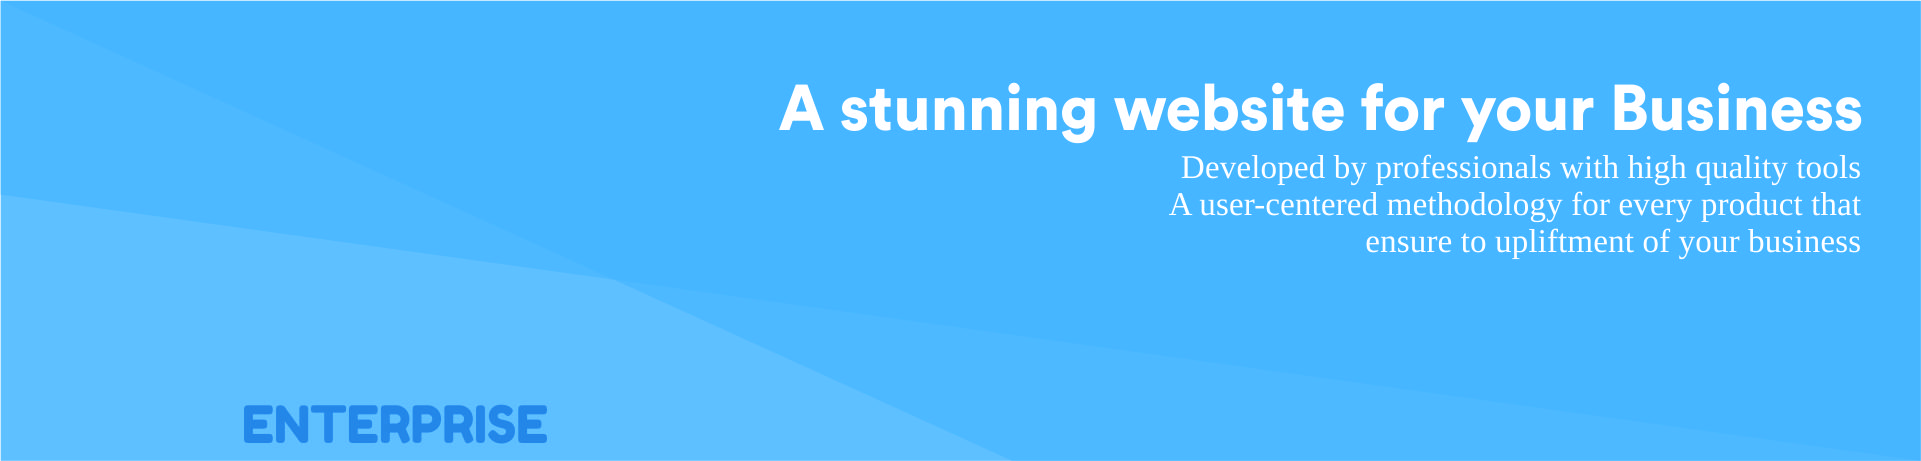 A stunning website for your Business
Developed by professionals with high quality tools
A user-centered methodology for every product that
ensure to upliftment of your business
ENTERPRISE